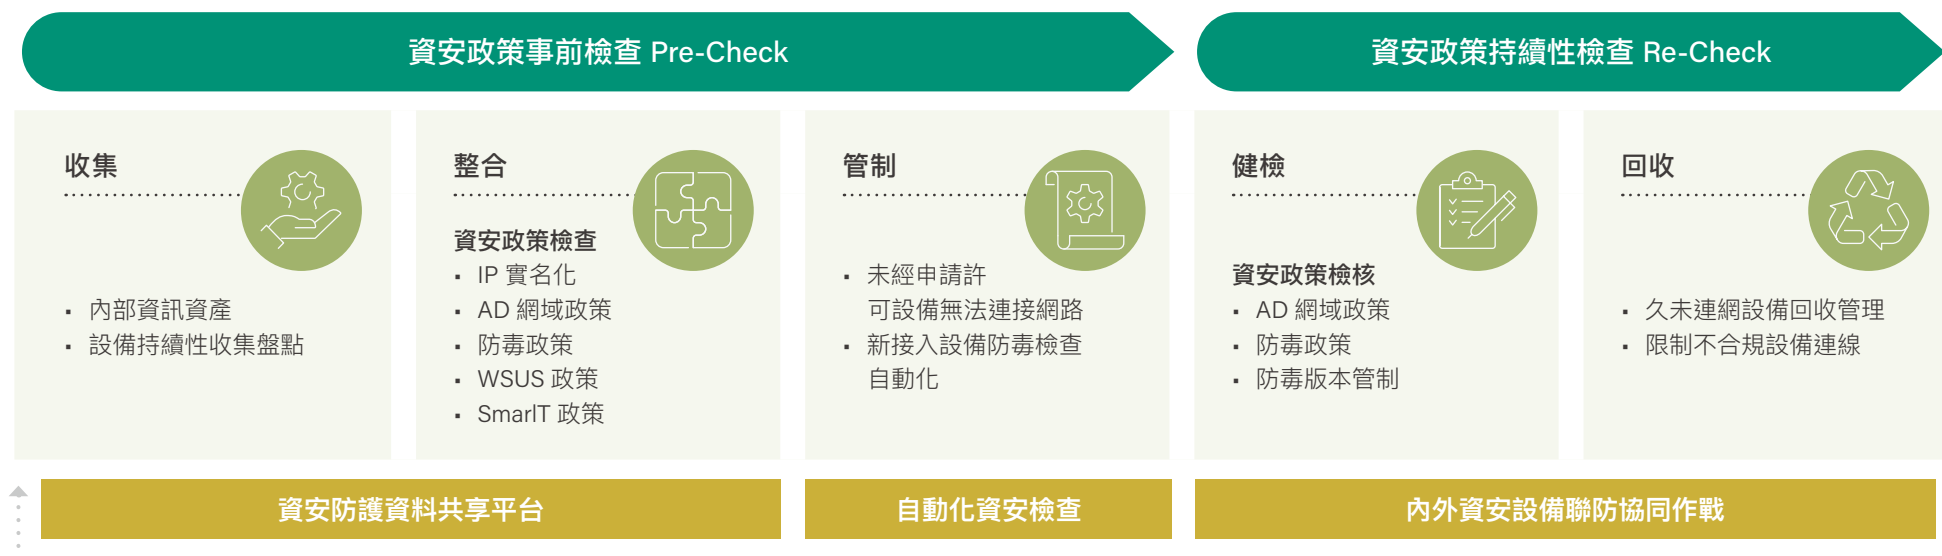 資安政策事前檢查 Pre-Check
資安政策持續性檢查 Re-Check
收集
▪ 內部資訊資產
▪ 設備持續性收集盤點
整合
資安政策檢查
▪ IP 實名化
▪ AD 網域政策
▪ 防毒政策
▪ WSUS 政策
▪ SmarIT 政策
管制
▪ 未經申請許
可設備無法連接網路
▪ 新接入設備防毒檢查
自動化
健檢
資安政策檢核
▪ AD 網域政策
▪ 防毒政策
▪ 防毒版本管制
回收
▪ 久未連網設備回收管理
▪ 限制不合規設備連線
資安防護資料共享平台
自動化資安檢查
內外資安設備聯防協同作戰